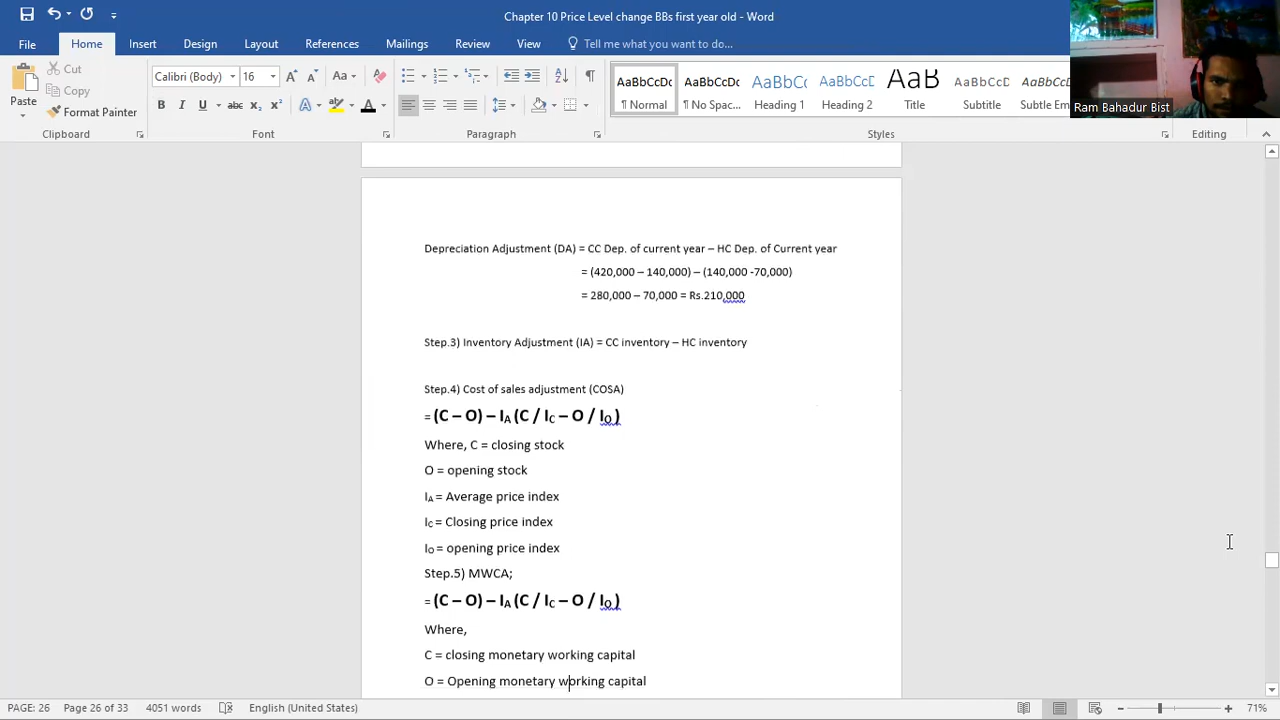 Chapter 10 Price Level change BBs first year old - Word
File Home Insert Design Layout References Mailings Review View Tell me what you want to do...
Ram Bahadur Bist
Paste
Cut
Copy
Format Painter
Calibri (Body) 16
AaBbCcDc AaBbCcDc AaBbCc AaBbCcC AaB AaBbCcD AaBbCcDc
¶ Normal ¶ No Spac... Heading 1 Heading 2 Title Subtitle Subtle Em
Clipboard Font Paragraph Styles Editing
Depreciation Adjustment (DA) = CC Dep. of current year – HC Dep. of Current year
= (420,000 – 140,000) – (140,000 -70,000)
= 280,000 – 70,000 = Rs.210,000
Step.3) Inventory Adjustment (IA) = CC inventory – HC inventory
Step.4) Cost of sales adjustment (COSA)
= (C – O) – IA (C / IC – O / IO )
Where, C = closing stock
O = opening stock
IA = Average price index
IC = Closing price index
IO = opening price index
Step.5) MWCA;
= (C – O) – IA (C / IC – O / IO )
Where,
C = closing monetary working capital
O = Opening monetary working capital
PAGE: 26 Page 26 of 33 4051 words English (United States) 71%